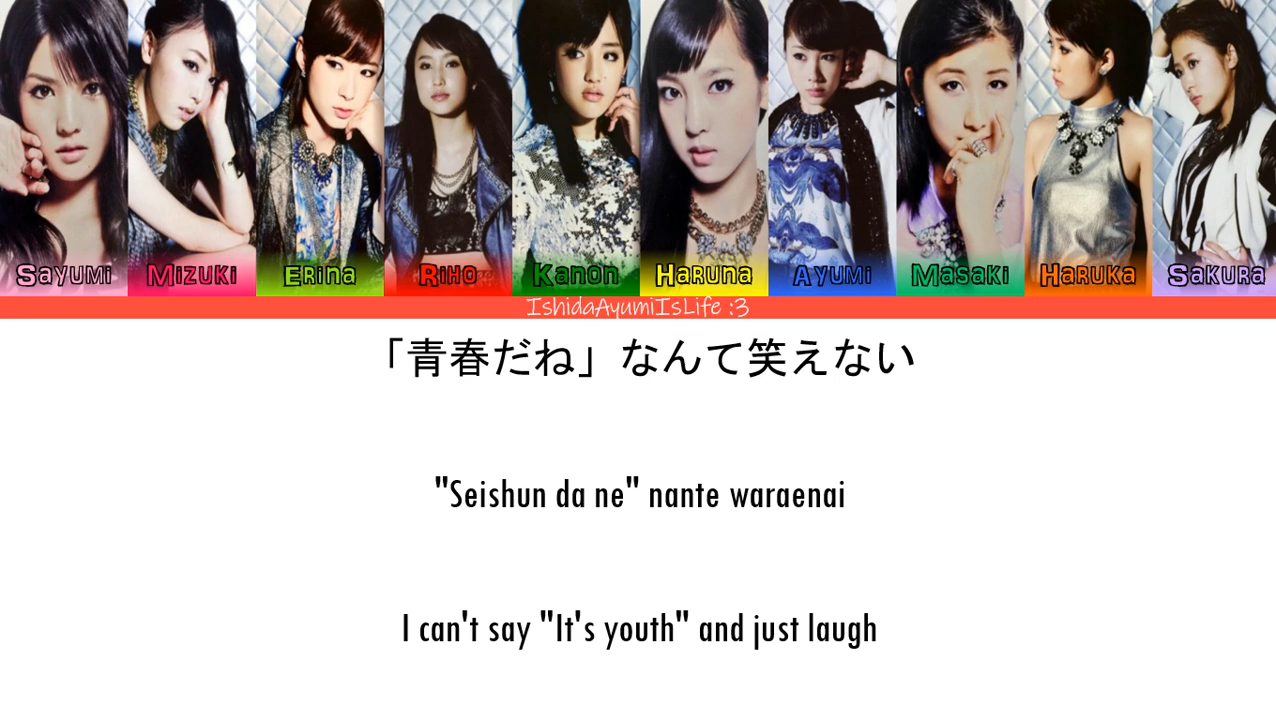 Sayumi Mizuki Erina Riho Kanon Haruna Ayumi Masaki Haruka Sakura
IshidaAyumiIsLife :3
「青春だね」なんて笑えない
"Seishun da ne" nante waraenai
I can't say "It's youth" and just laugh